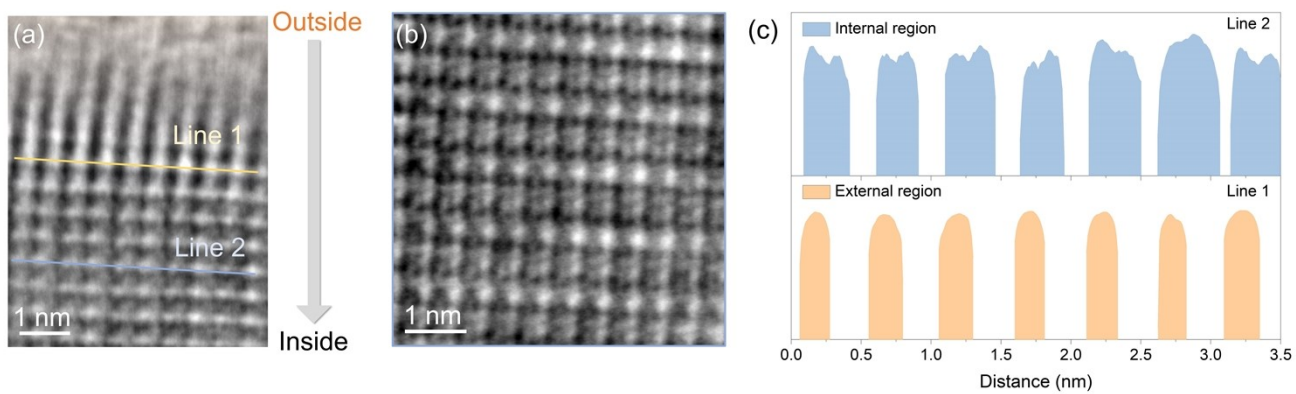 (a)
Outside
Line 1
Line 2
1 nm
Inside
(b)
1 nm
(c)
Internal region
Line 2
External region
Line 1
0.0 0.5 1.0 1.5 2.0 2.5 3.0 3.5
Distance (nm)